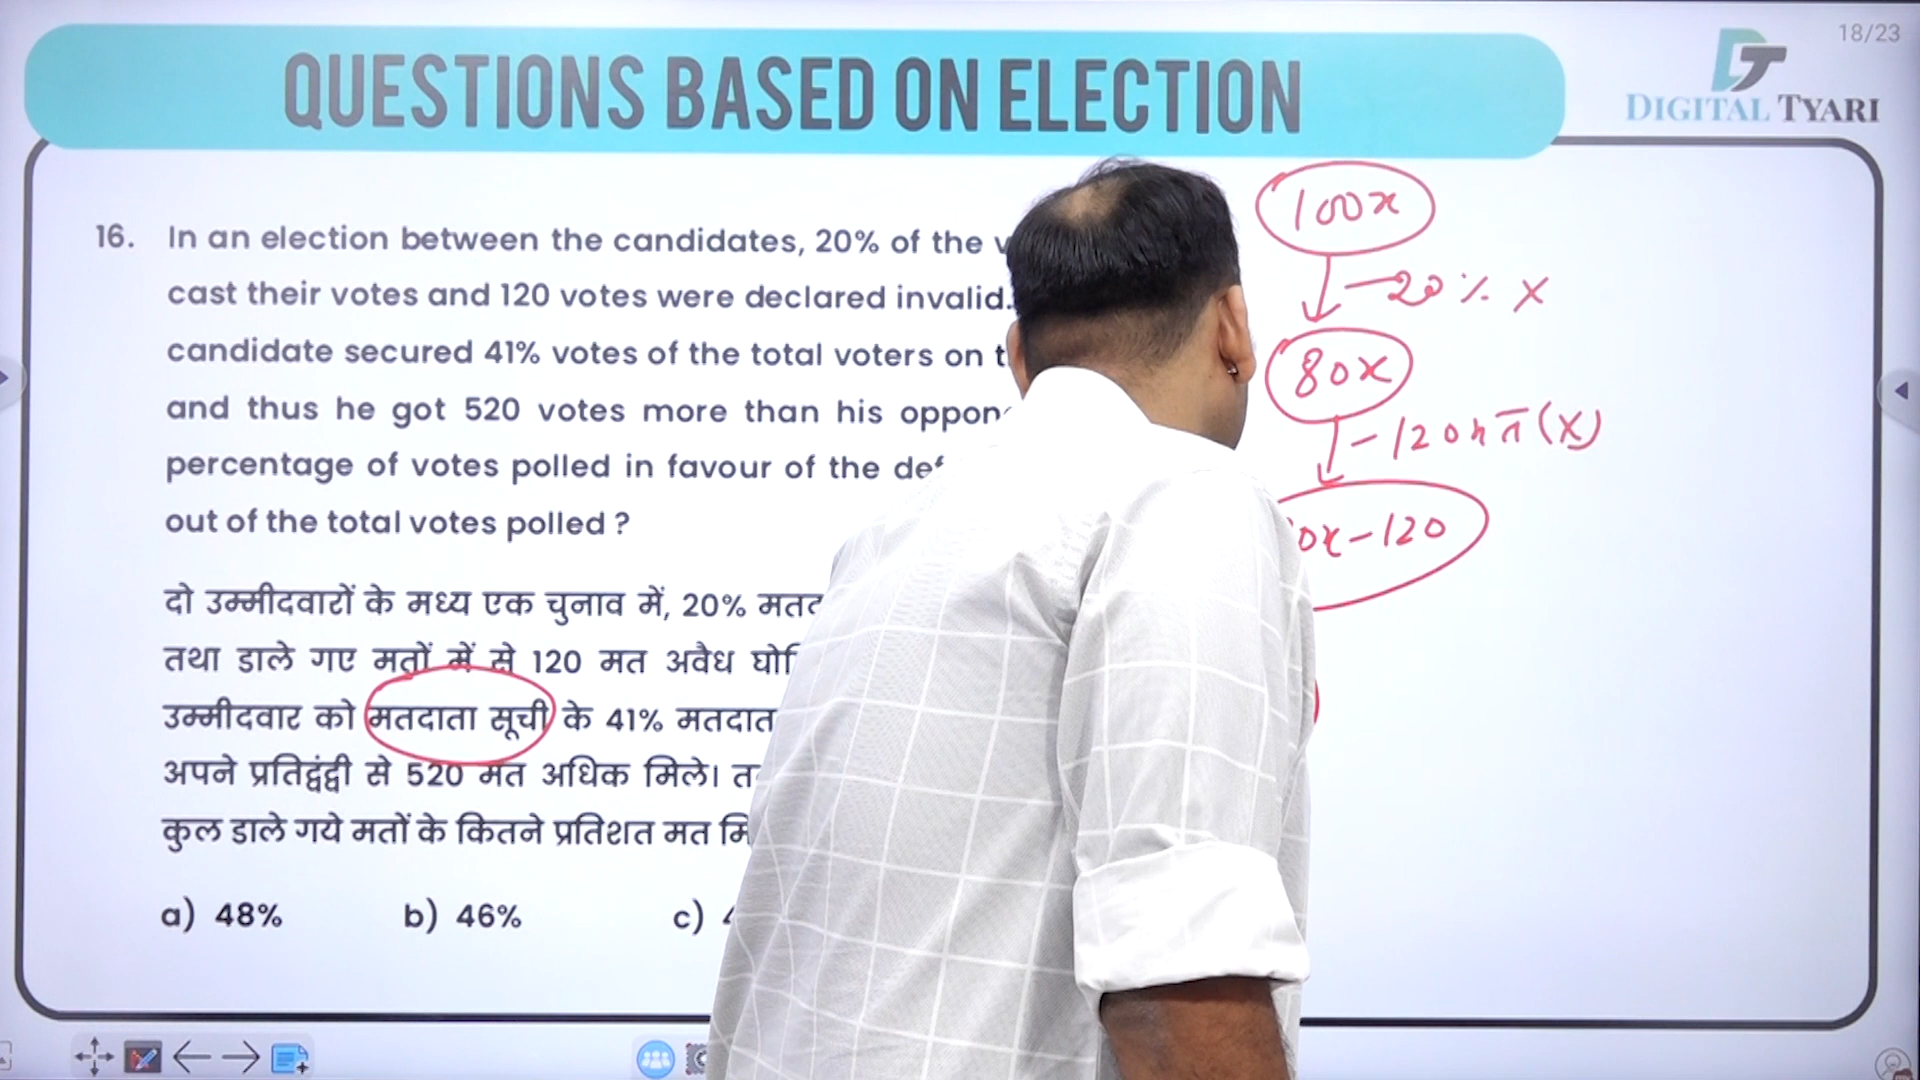 18/23
QUESTIONS BASED ON ELECTION
DIGITAL TYARI
16. In an election between the candidates, 20% of the
cast their votes and 120 votes were declared invalid.
candidate secured 41% votes of the total voters on
and thus he got 520 votes more than his
percentage of votes polled in favour of the
out of the total votes polled ?
दो उम्मीदवारों के मध्य एक चुनाव में, 20%
तथा डाले गए मतों में से 120 मत अवैध
उम्मीदवार को मतदाता सूची के 41%
अपने प्रतिद्वंद्वी से 520 मत अधिक मिले।
कुल डाले गये मतों के कितने प्रतिशत मत
a) 48% b) 46% c)
100x
-20% X
80x
0x-120